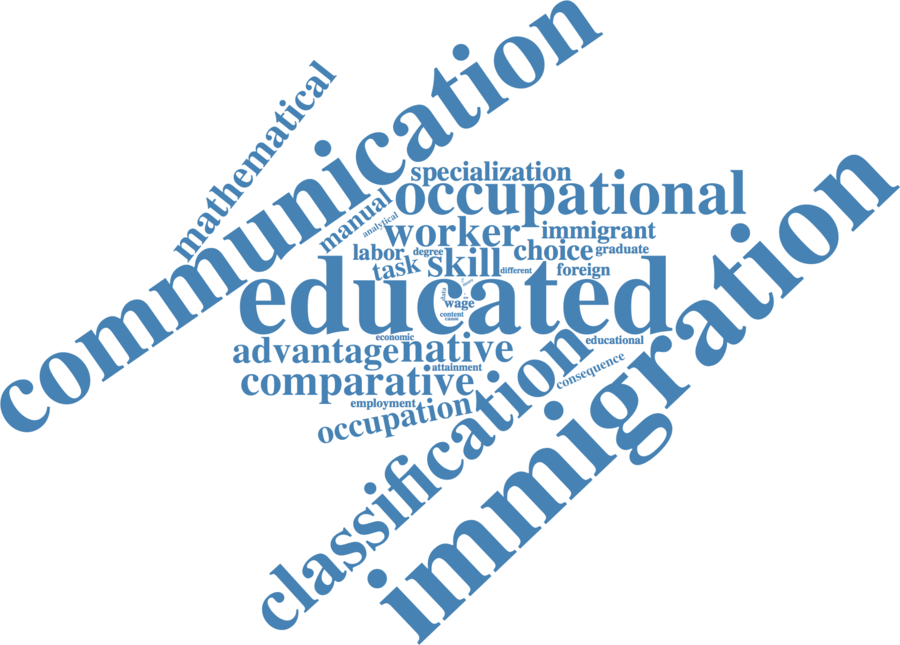 communication
mathematical
specialization
occupational
manual
analytical
worker
immigrant
labor
degree
choice
graduate
task
skill
different
foreign
educated
immigration
data
wage
content
economic
educational
advantage
native
classification
attainment
consequence
comparative
employment
occupation